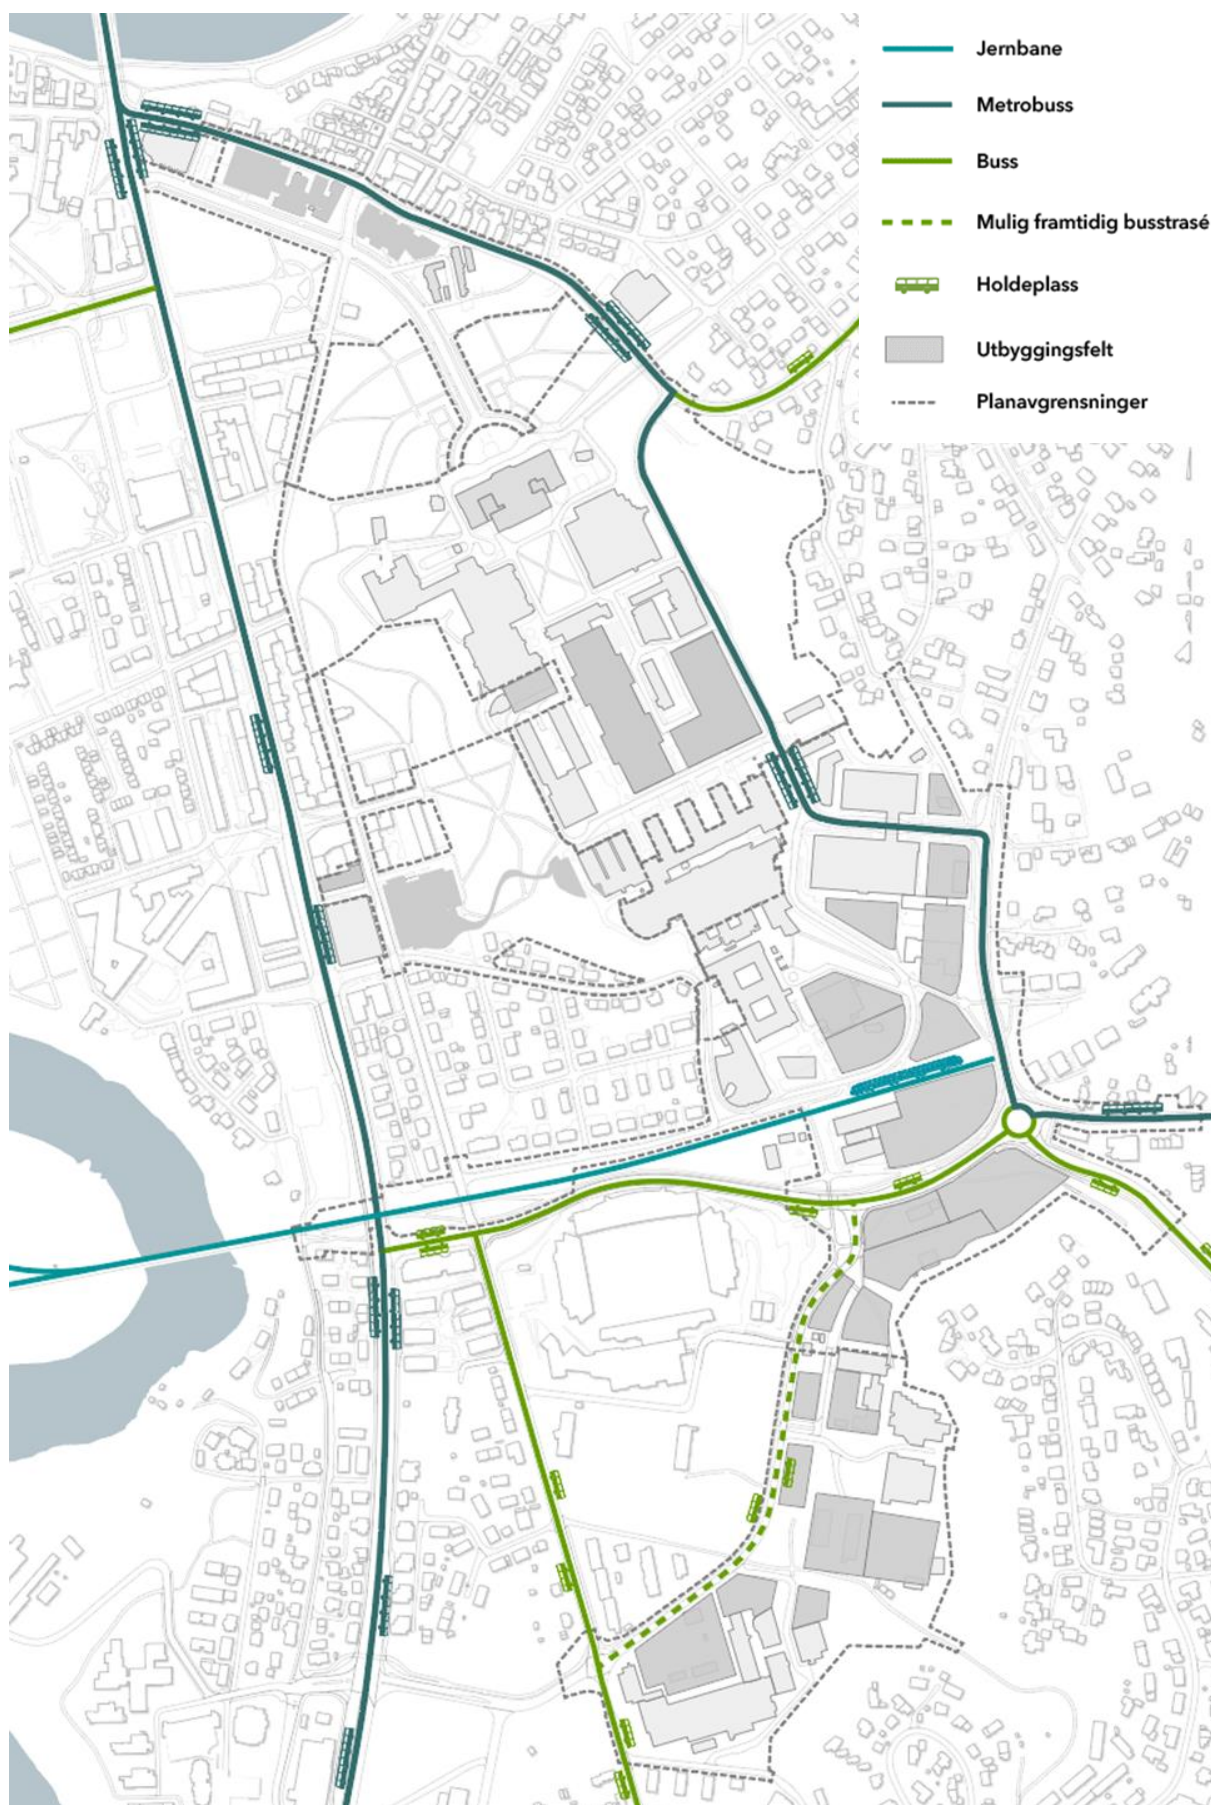 Jernbane
Metrobuss
Buss
Mulig framtidig busstrasé
Holdeplass
Utbyggingsfelt
Planavgrensninger